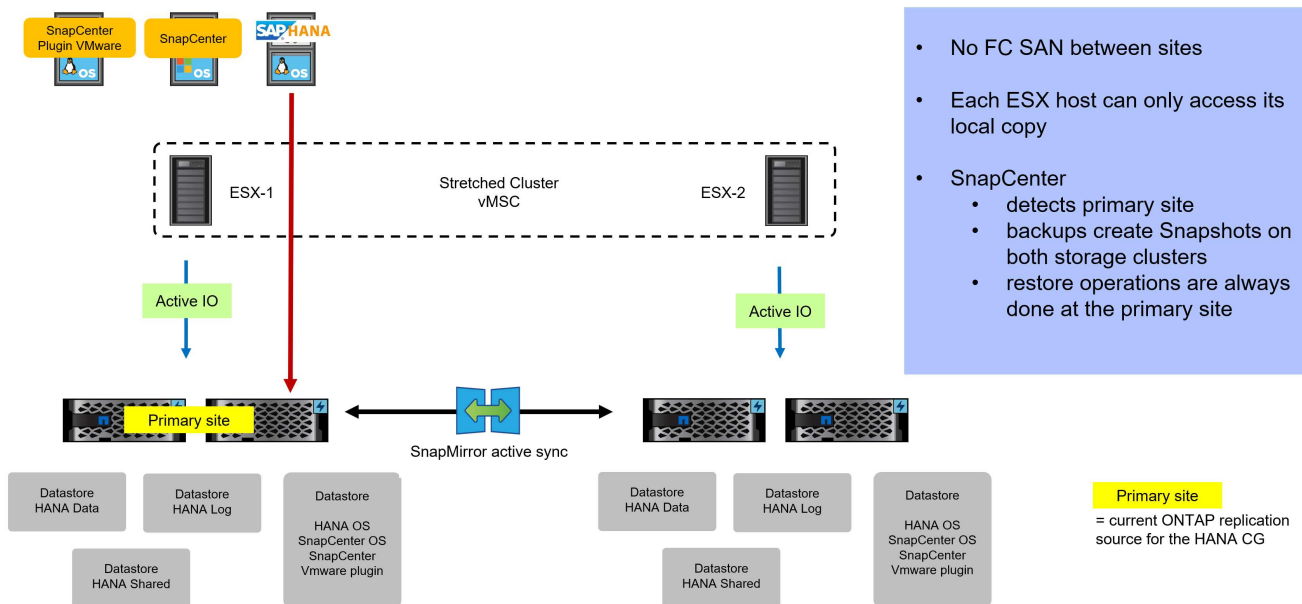 SnapCenter
Plugin VMware
OS
SnapCenter
OS
SAP HANA
OS
ESX-1
Stretched Cluster
vMSC
ESX-2
Active IO
Active IO
Primary site
SnapMirror active sync
Datastore
HANA Data
Datastore
HANA Log
Datastore
HANA OS
SnapCenter OS
SnapCenter
Vmware plugin
Datastore
HANA Shared
Datastore
HANA Data
Datastore
HANA Log
Datastore
HANA OS
SnapCenter OS
SnapCenter
Vmware plugin
Datastore
HANA Shared
• No FC SAN between sites
• Each ESX host can only access its
local copy
• SnapCenter
• detects primary site
• backups create Snapshots on
both storage clusters
• restore operations are always
done at the primary site
Primary site
= current ONTAP replication
source for the HANA CG